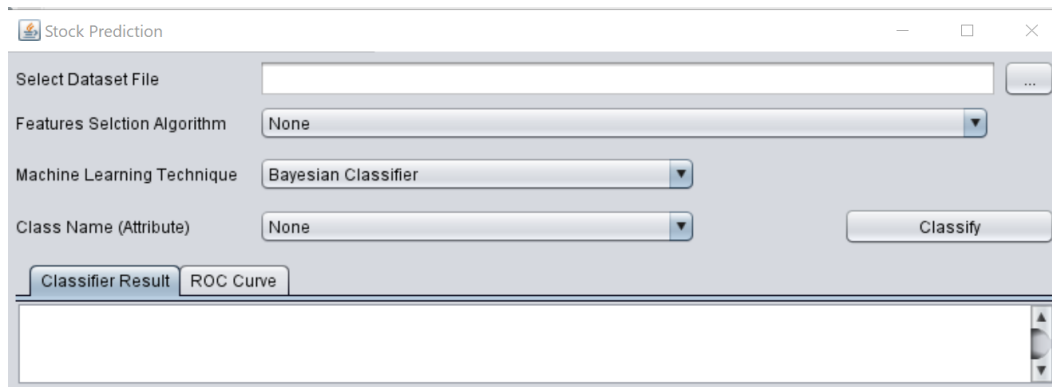 Stock Prediction
Select Dataset File
...
Features Selction Algorithm None
Machine Learning Technique Bayesian Classifier
Class Name (Attribute) None Classify
Classifier Result ROC Curve